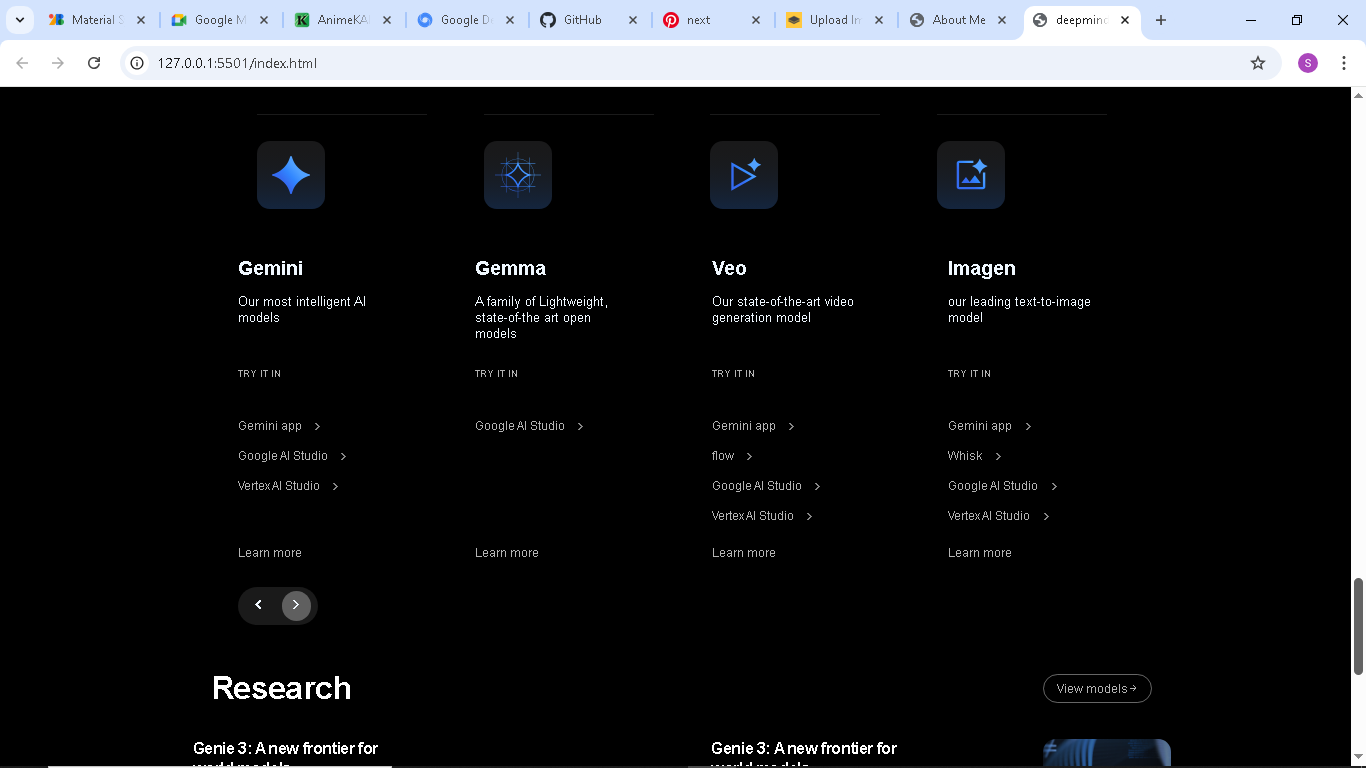 Material S
Google M
AnimeKA
Google De
GitHub
next
Upload In
About Me
deepmind
127.0.0.1:5501/index.html
S
Gemini
Our most intelligent AI
models
TRY IT IN
Gemini app
Google AI Studio
Vertex AI Studio
Learn more
Gemma
A family of Lightweight,
state-of-the art open
models
TRY IT IN
Google AI Studio
Learn more
Veo
Our state-of-the-art video
generation model
TRY IT IN
Gemini app
flow
Google AI Studio
Vertex AI Studio
Learn more
Imagen
our leading text-to-image
model
TRY IT IN
Gemini app
Whisk
Google AI Studio
Vertex AI Studio
Learn more
Research
View models→
Genie 3: A new frontier for
world models
Genie 3: A new frontier for
world models